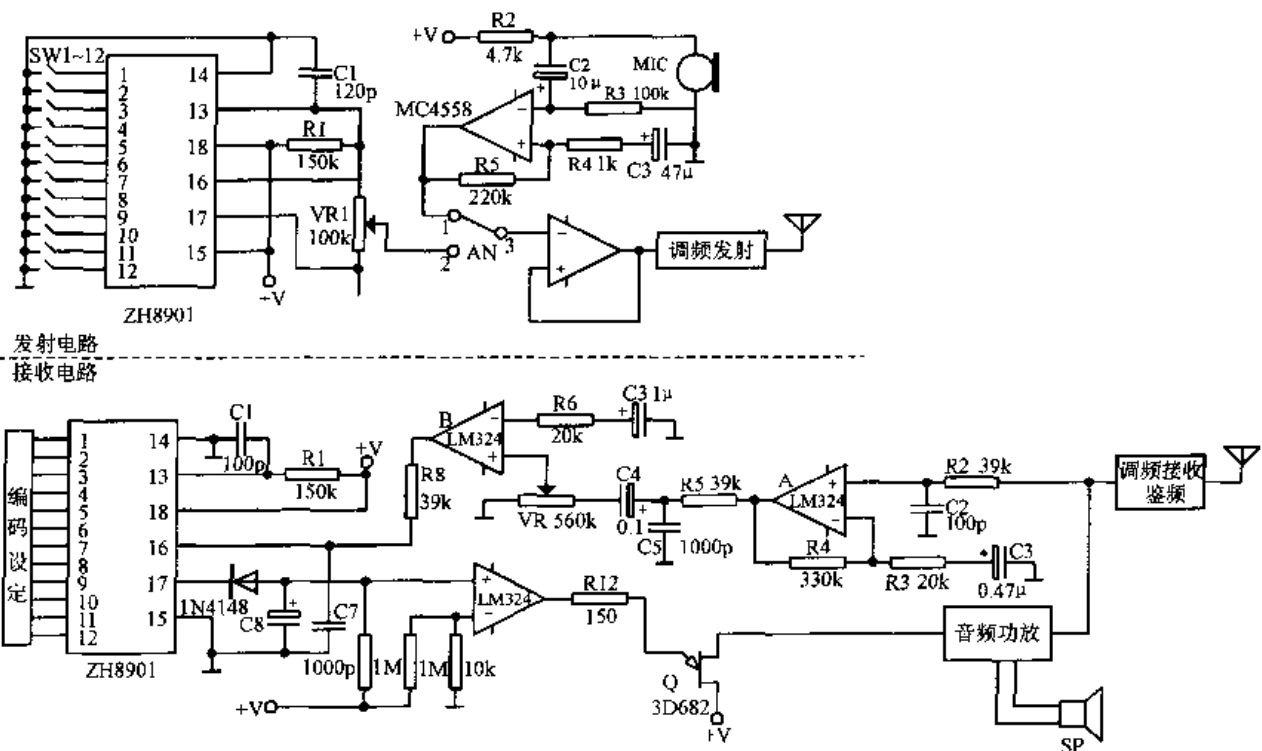 +V
R2
4.7k
SW1~12
C1
120p
C2
10μ
MIC
R3 100k
MC4558
1
2
3
4
5
6
7
8
9
10
11
12
14
13
18
16
17
15
R1
150k
R4 1k
C3
47μ
R5
220k
VR1
100k
1
2
AN
3
调频发射
+V
ZH8901
发射电路
接收电路
编码设定
1
2
3
4
5
6
7
8
9
10
11
12
14
13
18
16
17
15
ZH8901
C1
100p
R1
150k
+V
B
LM324
R6
20k
C3 1μ
R8
39k
VR 560k
C4
0.1
C5
1000p
R5 39k
A
LM324
R2 39k
C2
100p
调频接收
鉴频
R4
330k
R3 20k
C3
0.47μ
1N4148
C8
C7
1000p
1M
1M
10k
+V
LM324
R12
150
Q
3D682
+V
音频功放
SP